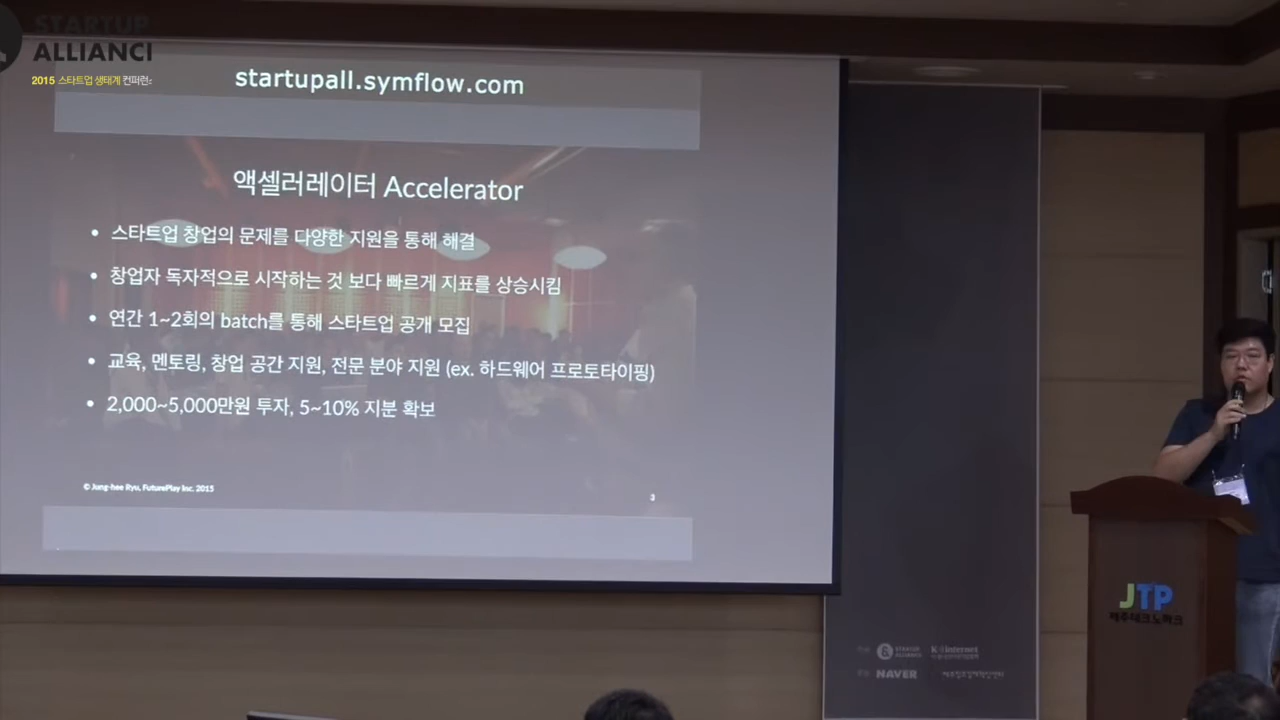 STARTUP
ALLIANCI
2015 스타트업 생태계 컨퍼런
startupall.symflow.com
액셀러레이터 Accelerator
• 스타트업 창업의 문제를 다양한 지원을 통해 해결
• 창업자 독자적으로 시작하는 것 보다 빠르게 지표를 상승시킴
• 연간 1~2회의 batch를 통해 스타트업 공개 모집
• 교육, 멘토링, 창업 공간 지원, 전문 분야 지원 (ex. 하드웨어 프로토타이핑)
• 2,000~5,000만원 투자, 5~10% 지분 확보
© Jung-hee Ryu, FuturePlay Inc. 2015
3
JTP
제주테크노파크
STARTUP
ALLIANCE
NAVER